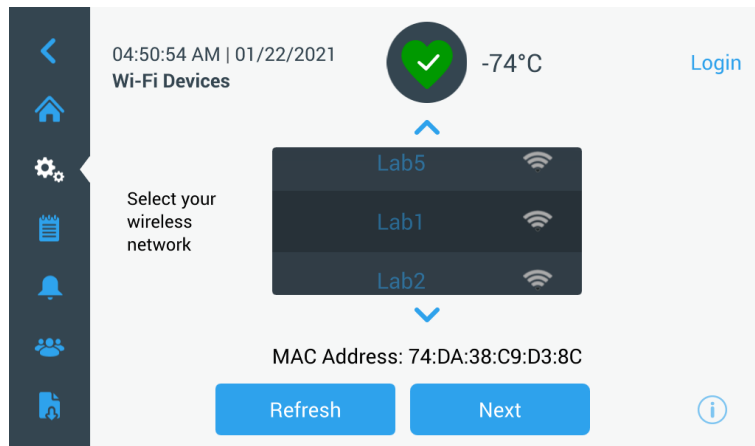 04:50:54 AM | 01/22/2021
Wi-Fi Devices
-74°C
Login
Select your
wireless
network
Lab5
Lab1
Lab2
MAC Address: 74:DA:38:C9:D3:8C
Refresh
Next
i